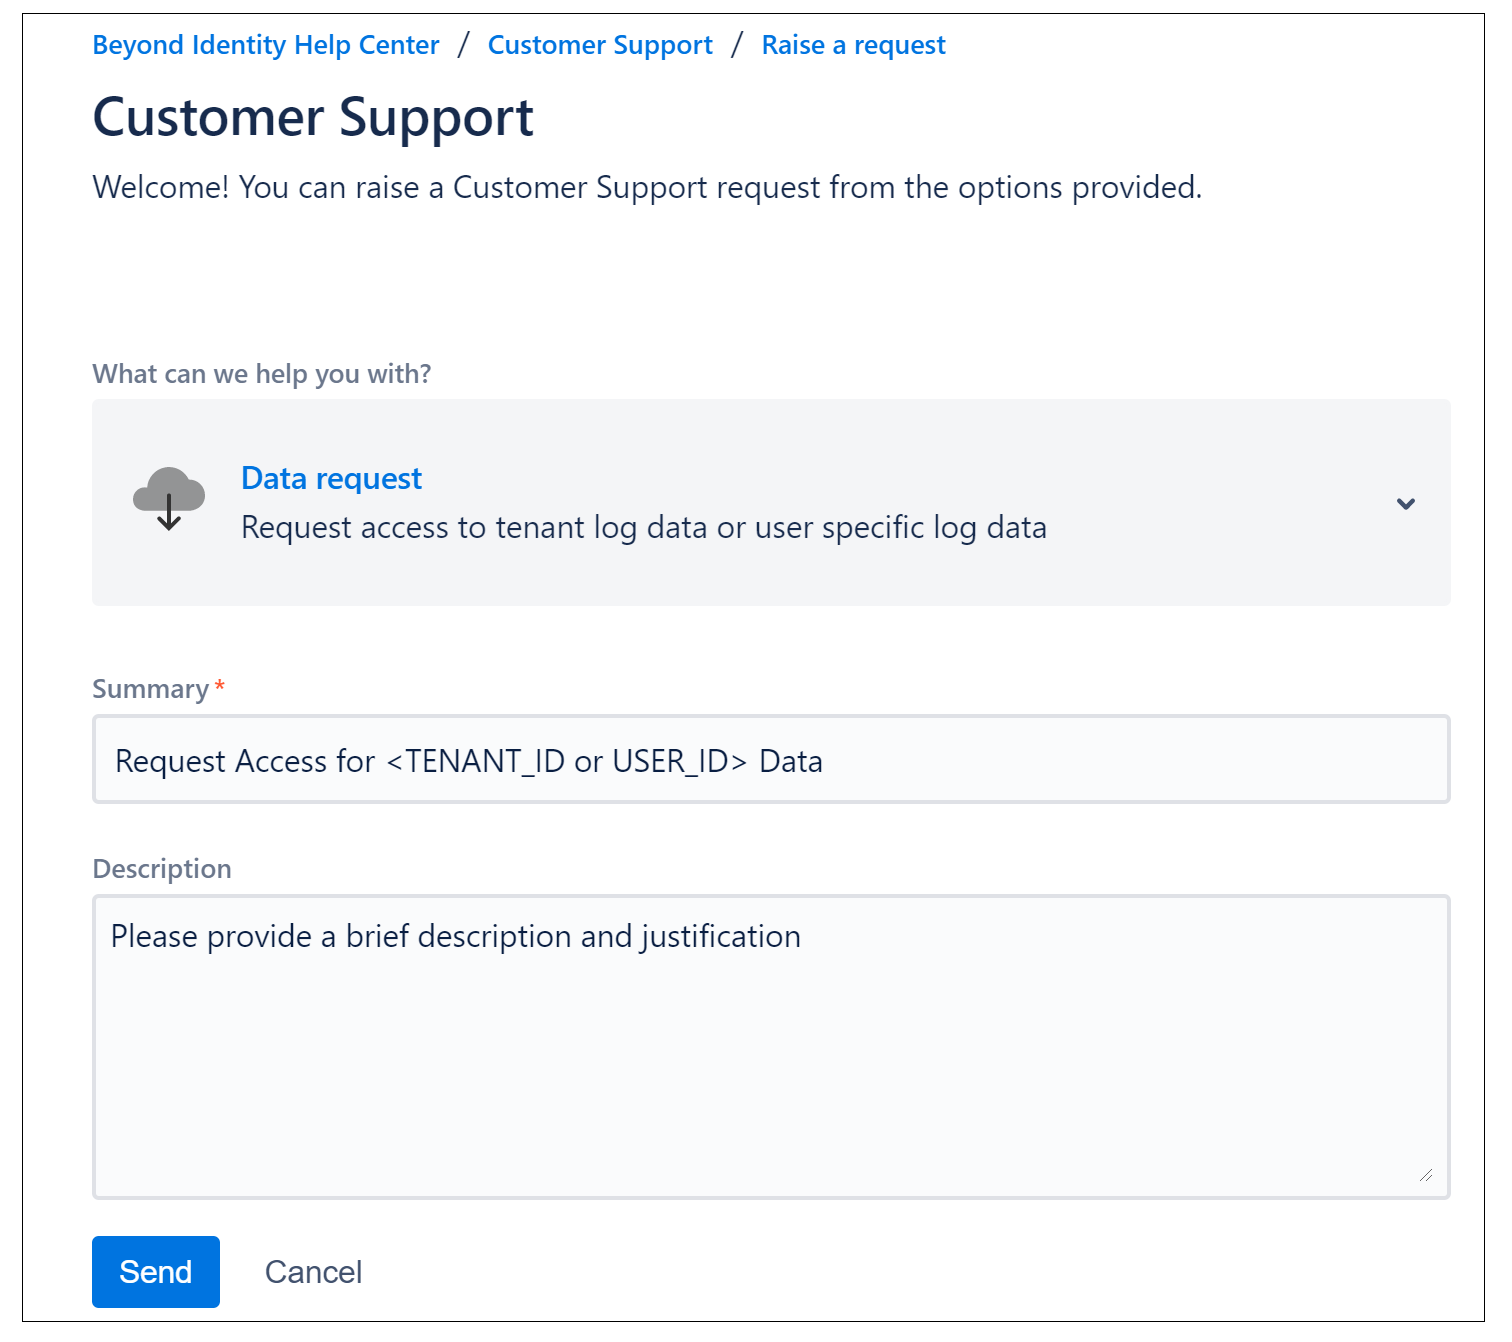 Beyond Identity Help Center / Customer Support / Raise a request
Customer Support
Welcome! You can raise a Customer Support request from the options provided.
What can we help you with?
Data request
Request access to tenant log data or user specific log data
Summary *
Request Access for <TENANT_ID or USER_ID> Data
Description
Please provide a brief description and justification
Send Cancel